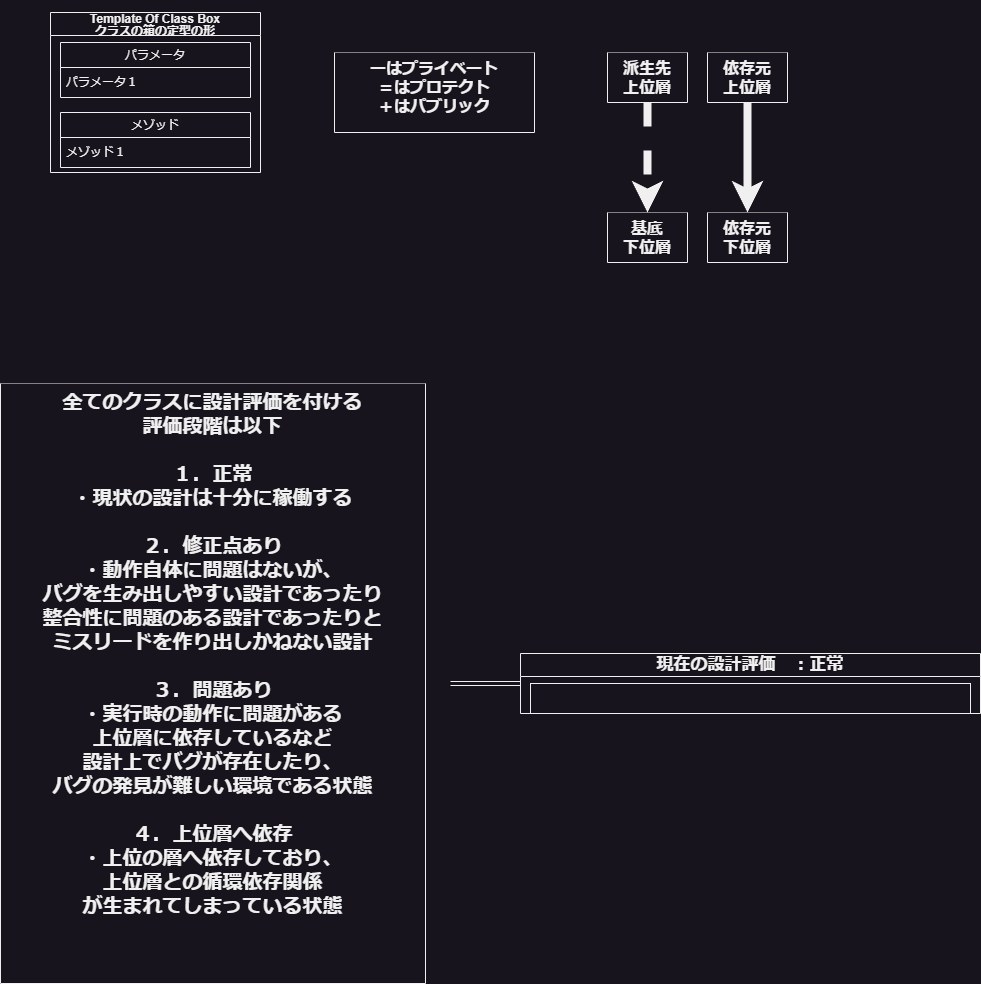 Template Of Class Box
クラスの箱の定型の形
パラメータ
パラメータ１
メゾッド
メゾッド１
ーはプライベート
＝はプロテクト
＋はパブリック
派生先
上位層
依存元
上位層
基底
下位層
依存元
下位層
全てのクラスに設計評価を付ける
評価段階は以下
１．正常
・現状の設計は十分に稼働する
２．修正点あり
・動作自体に問題はないが、
バグを生み出しやすい設計であったり
整合性に問題のある設計であったりと
ミスリードを作り出しかねない設計
３．問題あり
・実行時の動作に問題がある
上位層に依存しているなど
設計上でバグが存在したり、
バグの発見が難しい環境である状態
４．上位層へ依存
・上位の層へ依存しており、
上位層との循環依存関係
が生まれてしまっている状態
現在の設計評価　：正常